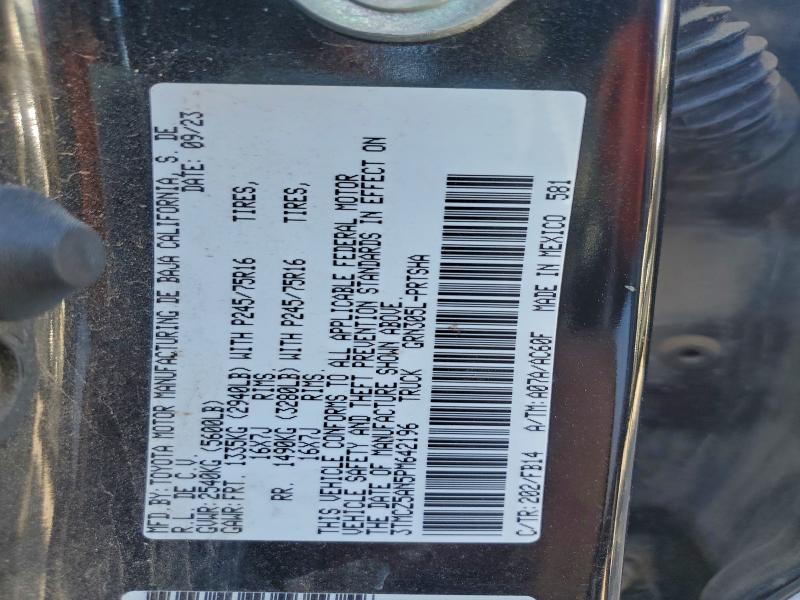 MFD.BY:TOYOTA MOTOR MANUFACTURING DE BAJA CALIFORNIA, S. DE
R.L. DE C.V. DATE: 09/23
GVWR: 2540KG (5600LB)
GAWR: FRT. 1335KG (2940LB) WITH P245/75R16 TIRES,
16X7J RIMS,
RR. 1490KG (3280LB) WITH P245/75R16 TIRES,
16X7J RIMS.
THIS VEHICLE CONFORMS TO ALL APPLICABLE FEDERAL MOTOR
VEHICLE SAFETY AND THEFT PREVENTION STANDARDS IN EFFECT ON
THE DATE OF MANUFACTURE SHOWN ABOVE.
3TMCZ5AN5PM642196 TRUCK GRN305L-PRTSHA
C/TR: 202/FB14 A/TM: A07A/AC60F MADE IN MEXICO 581